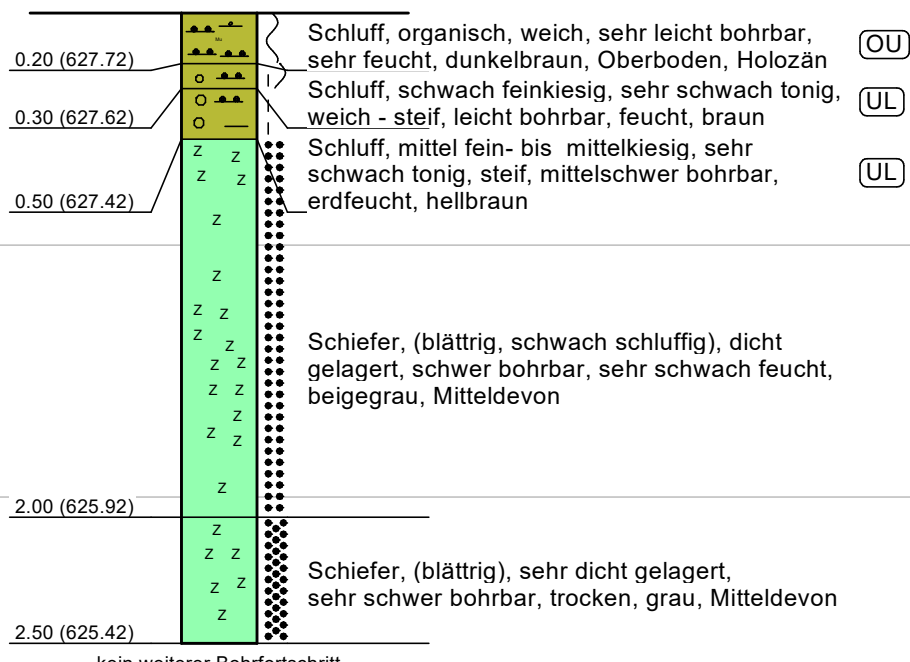 Schluff, organisch, weich, sehr leicht bohrbar,
sehr feucht, dunkelbraun, Oberboden, Holozän
OU
0.20 (627.72)
Mu
Schluff, schwach feinkiesig, sehr schwach tonig,
weich - steif, leicht bohrbar, feucht, braun
UL
0.30 (627.62)
Schluff, mittel fein- bis mittelkiesig, sehr
schwach tonig, steif, mittelschwer bohrbar,
erdfeucht, hellbraun
UL
0.50 (627.42)
z z
z z
z
z
z z
z
z
z z
z z
z
z z
z
Schiefer, (blättrig, schwach schluffig), dicht
gelagert, schwer bohrbar, sehr schwach feucht,
beigegrau, Mitteldevon
2.00 (625.92)
z
z z
z z
z
Schiefer, (blättrig), sehr dicht gelagert,
sehr schwer bohrbar, trocken, grau, Mitteldevon
2.50 (625.42)
kein weiterer Bohrfortschritt